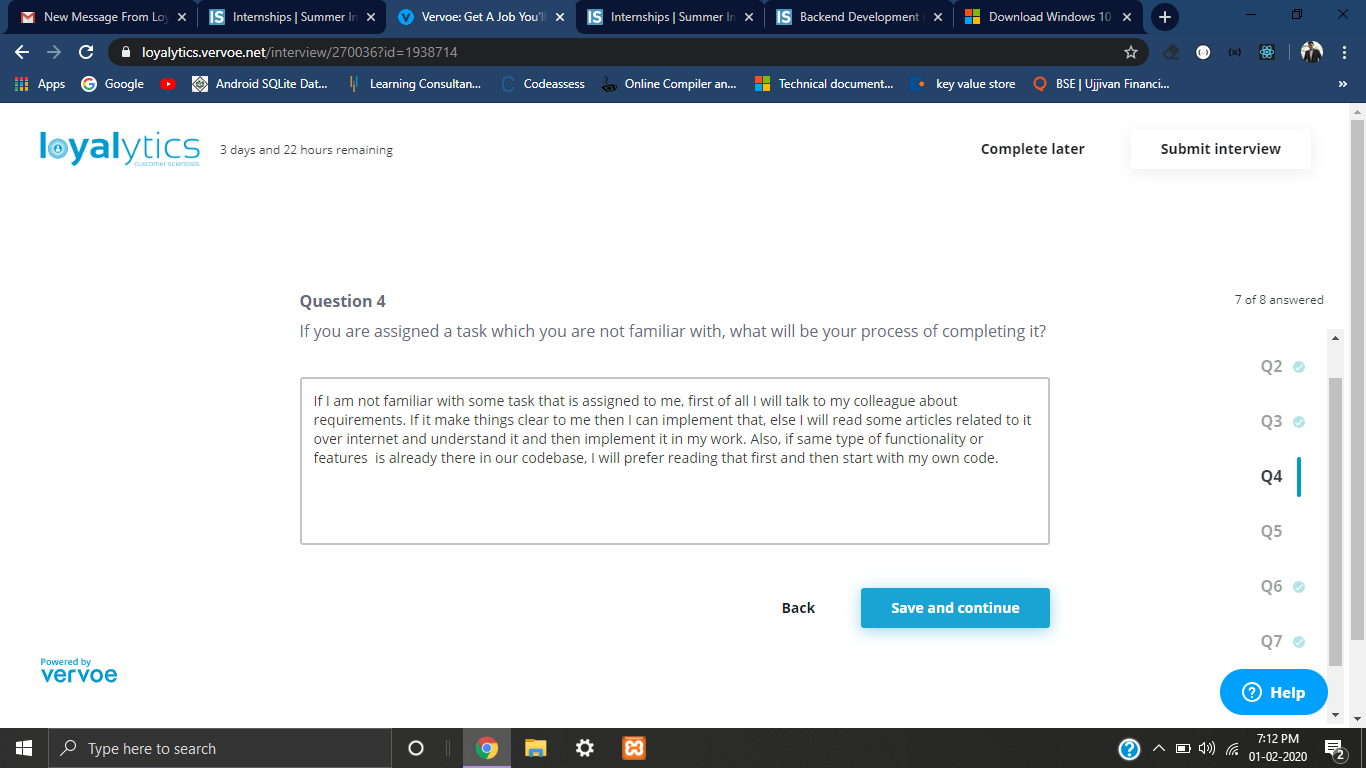 New Message From Loy
Internships | Summer In
Vervoe: Get A Job You'll
Internships | Summer In
Backend Development
Download Windows 10
loyalytics.vervoe.net/interview/270036?id=1938714
Apps
Google
Android SQLite Dat...
Learning Consultan...
Codeassess
Online Compiler an...
Technical document...
key value store
BSE | Ujjivan Financi...
»
loyalytics
customer scientists
3 days and 22 hours remaining
Complete later
Submit interview
Question 4
7 of 8 answered
If you are assigned a task which you are not familiar with, what will be your process of completing it?
If I am not familiar with some task that is assigned to me, first of all I will talk to my colleague about
requirements. If it make things clear to me then I can implement that, else I will read some articles related to it
over internet and understand it and then implement it in my work. Also, if same type of functionality or
features  is already there in our codebase, I will prefer reading that first and then start with my own code.
Q2
Q3
Q4
Q5
Q6
Q7
Back
Save and continue
Powered by
vervoe
Help
Type here to search
7:12 PM
01-02-2020
2